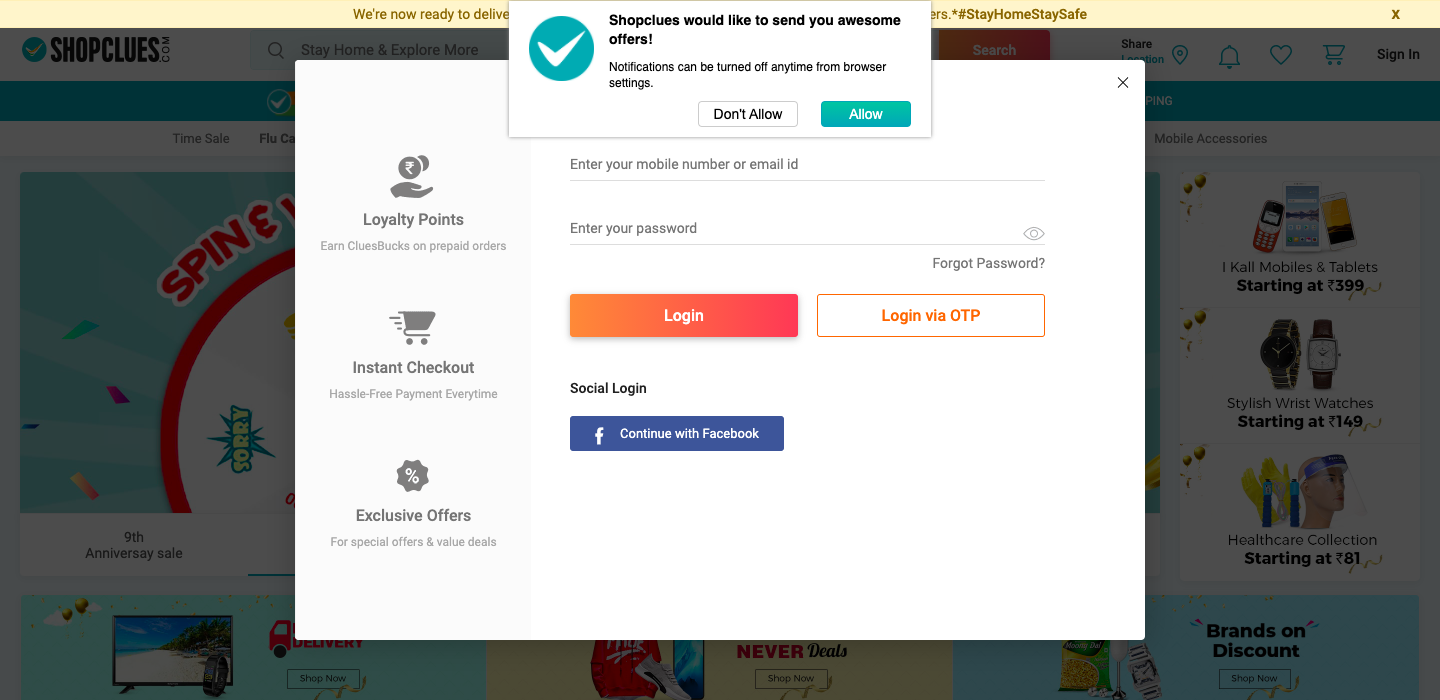 We're now ready to delive
ers.*#StayHomeStaySafe
X
Shopclues would like to send you awesome
offers!
Notifications can be turned off anytime from browser
settings.
Don't Allow
Allow
SHOPCLUES.COM
Stay Home & Explore More
Search
Share
Location
Sign In
PING
Time Sale
Flu Ca
Mobile Accessories
SPIN &
SORRY
Loyalty Points
Earn CluesBucks on prepaid orders
Instant Checkout
Hassle-Free Payment Everytime
Exclusive Offers
For special offers & value deals
Enter your mobile number or email id
Enter your password
Forgot Password?
Login
Login via OTP
Social Login
f Continue with Facebook
I Kall Mobiles & Tablets
Starting at ₹399
Stylish Wrist Watches
Starting at ₹149
Healthcare Collection
Starting at ₹81
9th
Anniversay sale
DELIVERY
Shop Now
NEVER Deals
Shop Now
Brands on
Discount
Shop Now